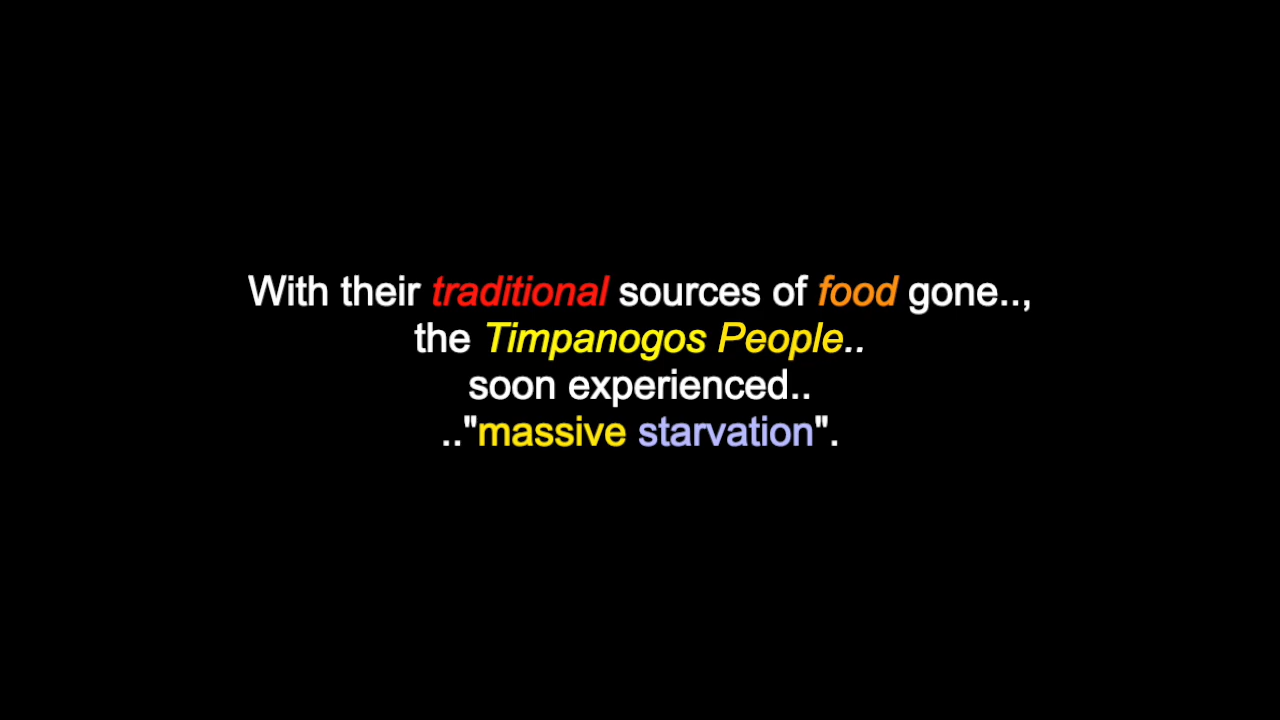 With their traditional sources of food gone..,
the Timpanogos People..
soon experienced..
.."massive starvation".